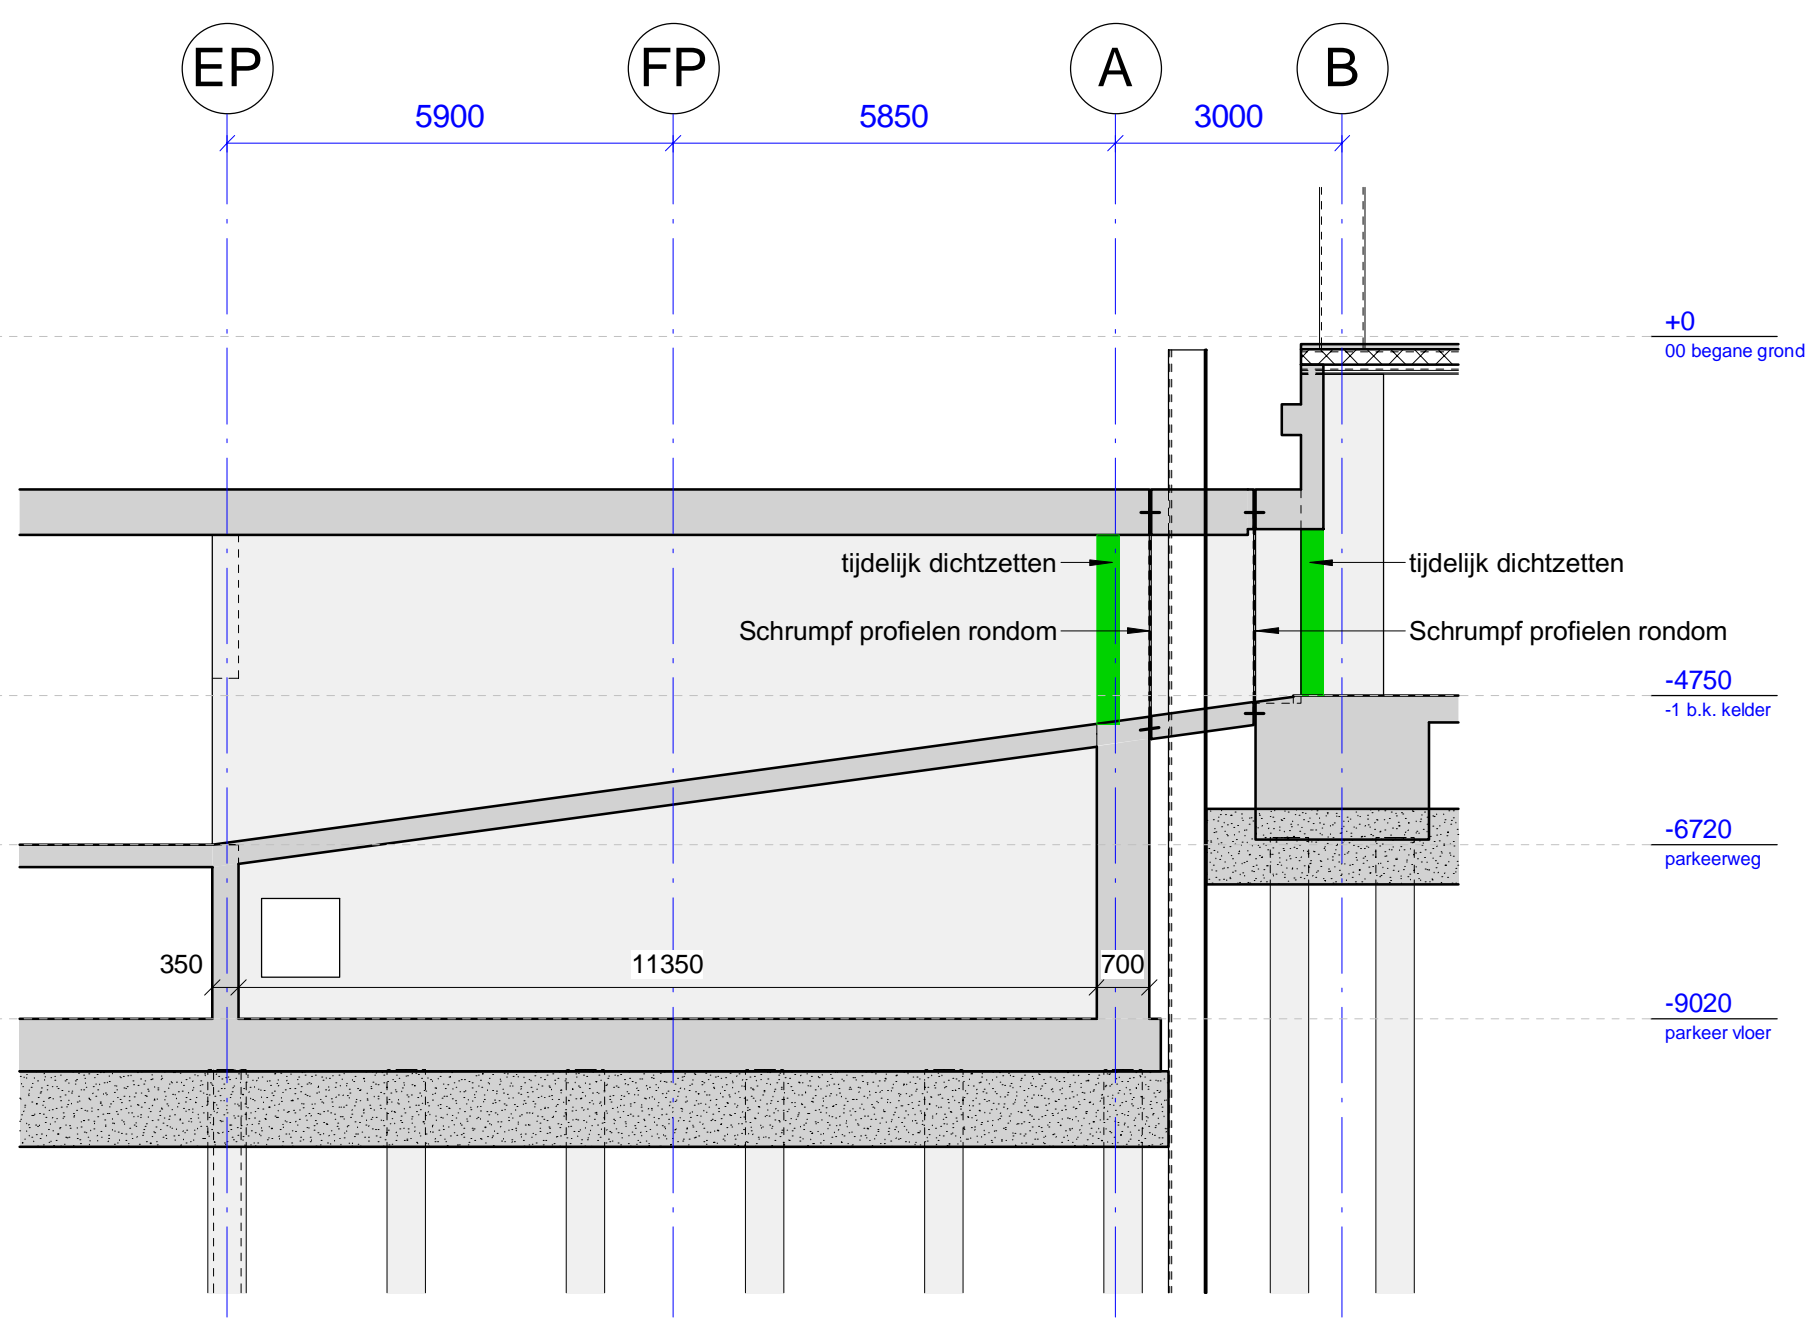 EP
FP
A
B
5900
5850
3000
+0
00 begane grond
tijdelijk dichtzetten
tijdelijk dichtzetten
Schrumpf profielen rondom
Schrumpf profielen rondom
-4750
-1 b.k. kelder
-6720
parkeerweg
350
11350
700
-9020
parkeer vloer